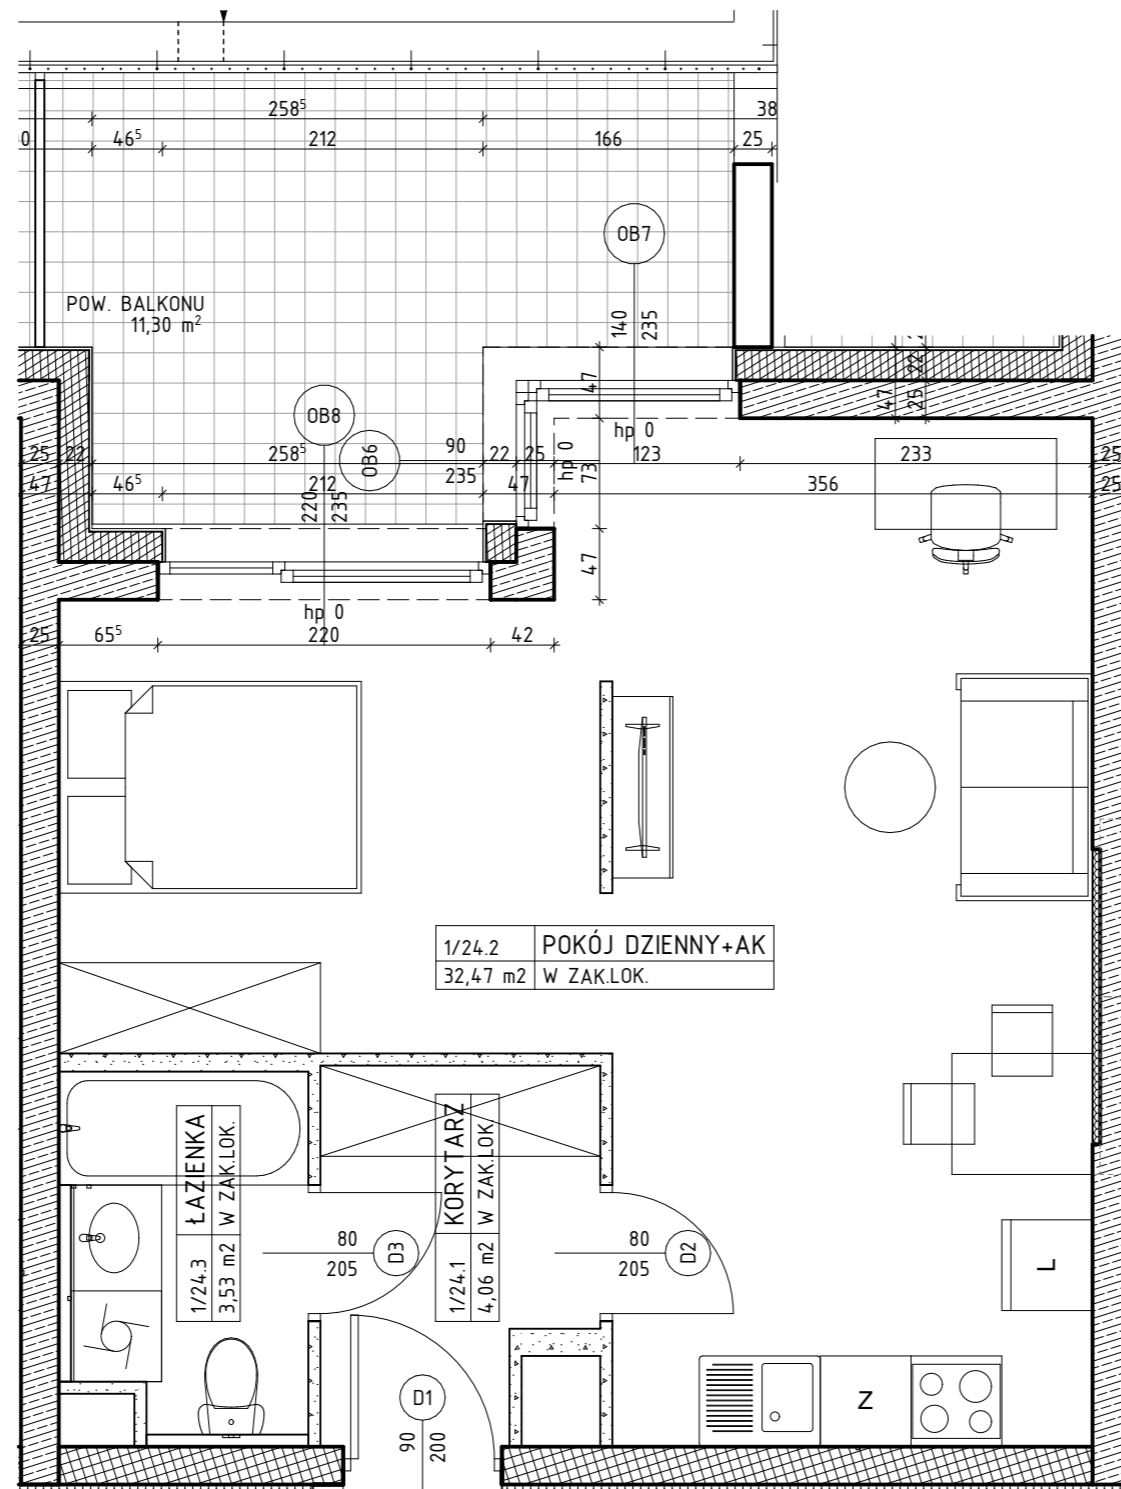 258⁵
38
46⁵
212
166
25
OB7
POW. BALKONU
11,30 m²
140
235
47
22
47
25
OB8
OB6
hp 0
25
22
258⁵
90
235
22
25
hp 0
123
233
25
47
46⁵
212
47
73
356
25
220
235
47
hp 0
25
65⁵
220
42
1/24.2 POKÓJ DZIENNY+AK
32,47 m2 W ZAK.LOK.
1/24.3 ŁAZIENKA
3,53 m2 W ZAK.LOK.
1/24.1 KORYTARZ
4,06 m2 W ZAK.LOK.
80
205
D3
80
205
D2
L
D1
90
200
Z